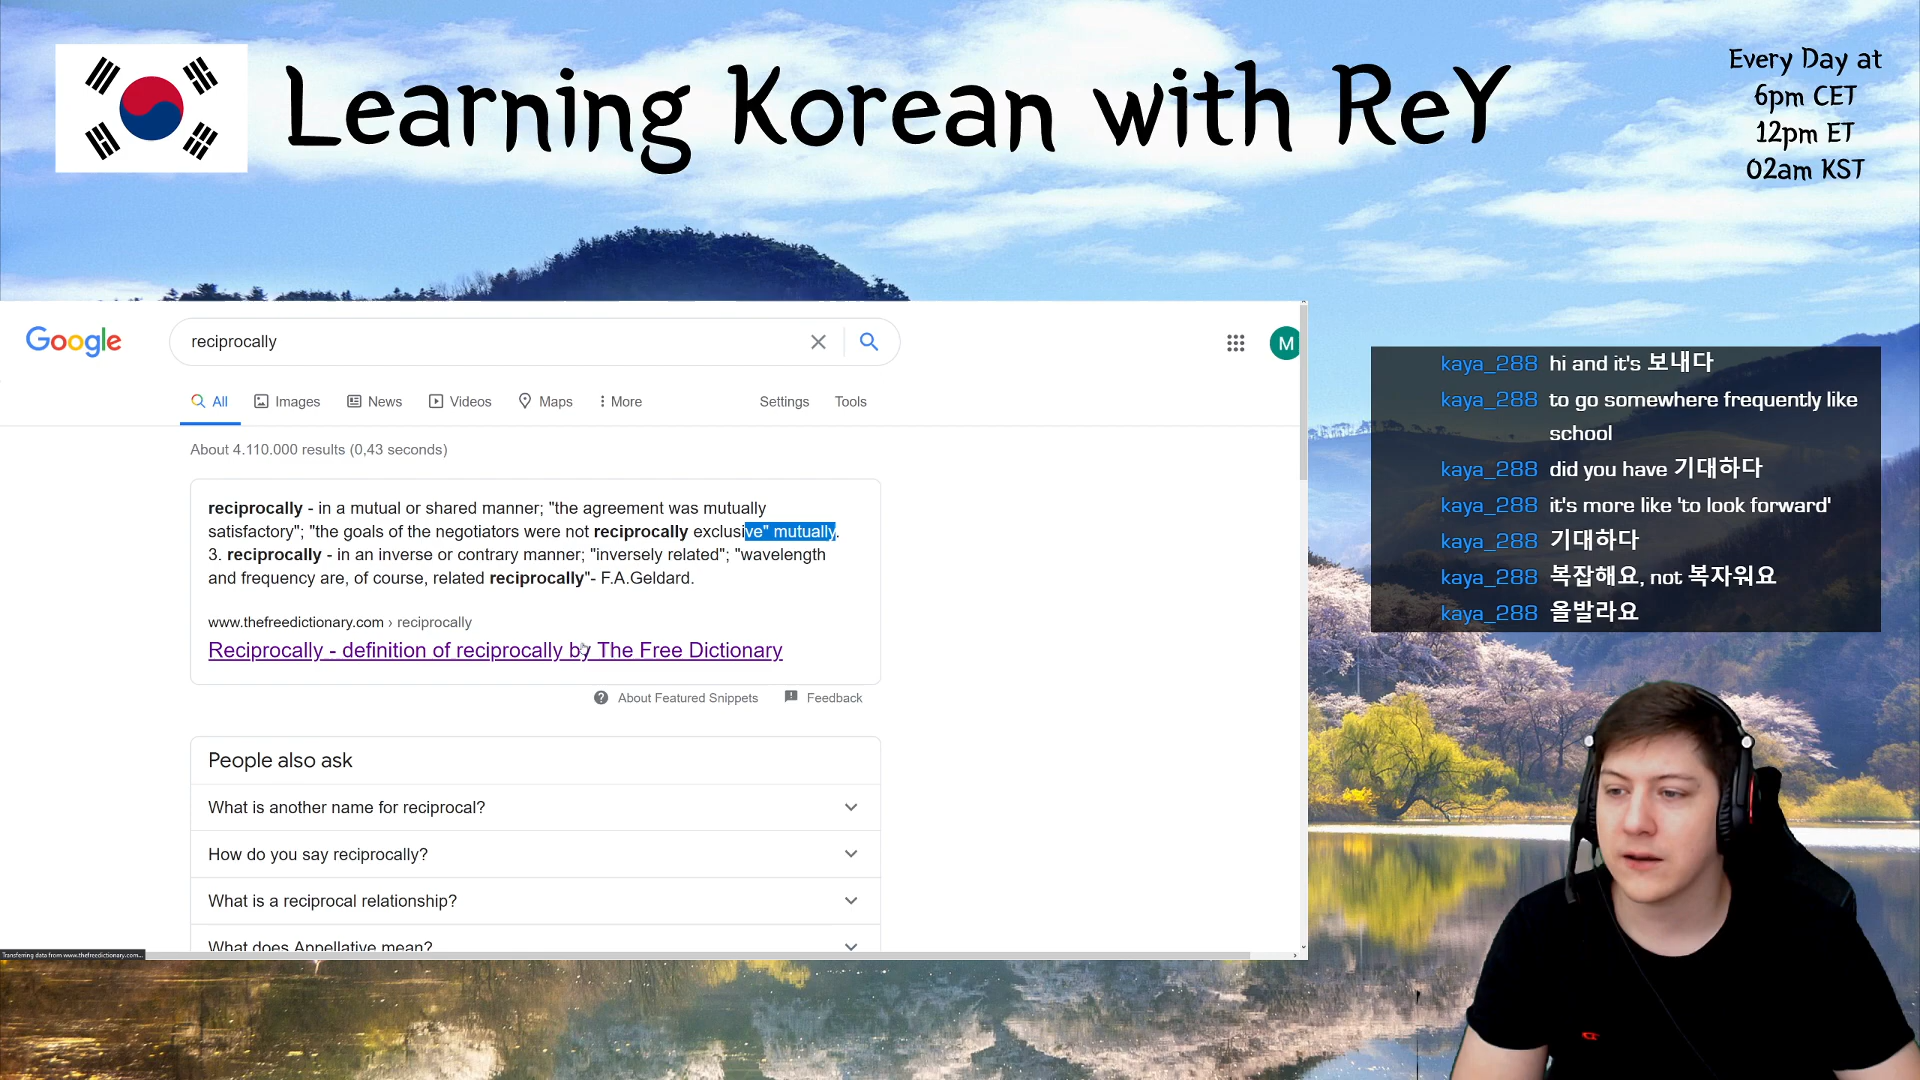 Learning Korean with ReY
Every Day at
6pm CET
12pm ET
02am KST
Google
reciprocally
M
All
Images
News
Videos
Maps
More
Settings
Tools
About 4.110.000 results (0,43 seconds)
reciprocally - in a mutual or shared manner; "the agreement was mutually
satisfactory"; "the goals of the negotiators were not reciprocally exclusive" mutually.
3. reciprocally - in an inverse or contrary manner; "inversely related"; "wavelength
and frequency are, of course, related reciprocally"- F.A.Geldard.
www.thefreedictionary.com › reciprocally
Reciprocally - definition of reciprocally by The Free Dictionary
About Featured Snippets
Feedback
People also ask
What is another name for reciprocal?
How do you say reciprocally?
What is a reciprocal relationship?
What does Appellative mean?
Transferring data from www.thefreedictionary.com...
kaya_288 hi and it's 보내다
kaya_288 to go somewhere frequently like
school
kaya_288 did you have 기대하다
kaya_288 it's more like 'to look forward'
kaya_288 기대하다
kaya_288 복잡해요, not 복자워요
kaya_288 올발라요